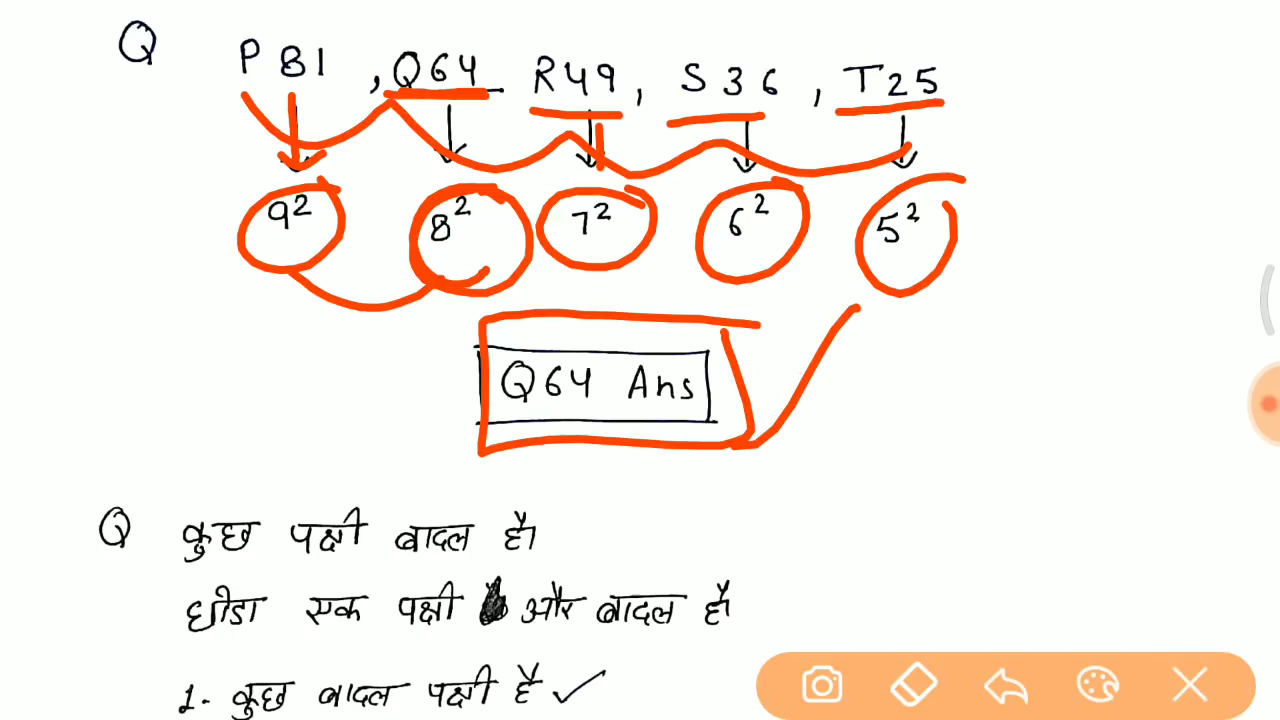 Q P81 , Q64 R49, S36, T25
9² 8² 7² 6² 5²
Q64 Ans
Q कुछ पक्षी बादल है।
घोडा एक पक्षी और बादल है
1. कुछ बादल पक्षी है ✓